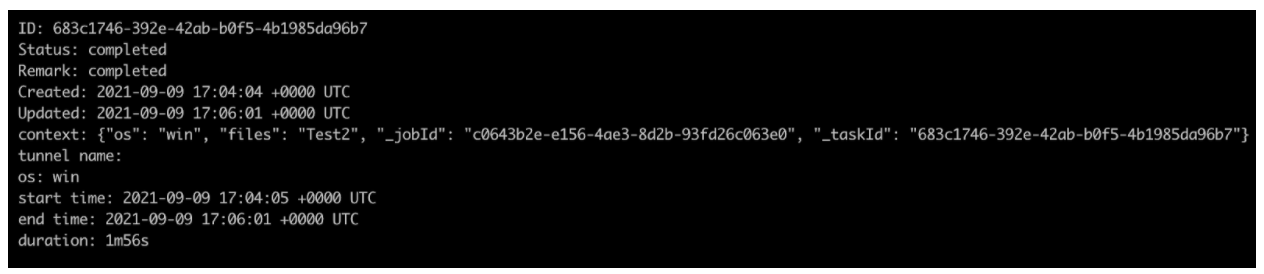 ID: 683c1746-392e-42ab-b0f5-4b1985da96b7
Status: completed
Remark: completed
Created: 2021-09-09 17:04:04 +0000 UTC
Updated: 2021-09-09 17:06:01 +0000 UTC
context: {"os": "win", "files": "Test2", "_jobId": "c0643b2e-e156-4ae3-8d2b-93fd26c063e0", "_taskId": "683c1746-392e-42ab-b0f5-4b1985da96b7"}
tunnel name:
os: win
start time: 2021-09-09 17:04:05 +0000 UTC
end time: 2021-09-09 17:06:01 +0000 UTC
duration: 1m56s